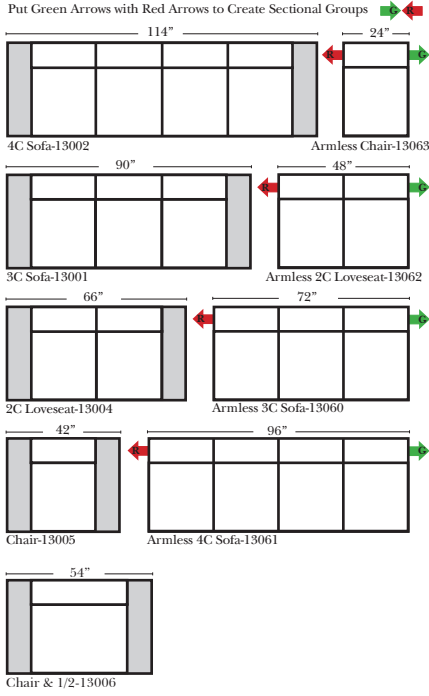 Put Green Arrows with Red Arrows to Create Sectional Groups G R
114” 24”
R G
4C Sofa-13002 Armless Chair-13063
90” 48”
R G
3C Sofa-13001 Armless 2C Loveseat-13062
66” 72”
R G
2C Loveseat-13004 Armless 3C Sofa-13060
42” 96”
R G
Chair-13005 Armless 4C Sofa-13061
54”
Chair & 1/2-13006